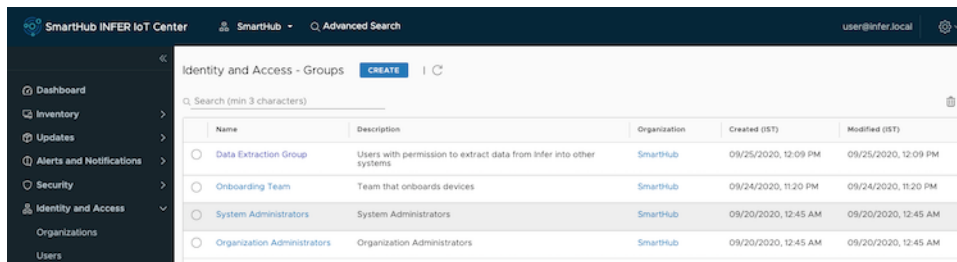 SmartHub INFER IoT Center
SmartHub
Advanced Search
user@infer.local
Dashboard
Inventory
Updates
Alerts and Notifications
Security
Identity and Access
Organizations
Users
Identity and Access - Groups
CREATE
Search (min 3 characters)
Name Description Organization Created (IST) Modified (IST)
Data Extraction Group Users with permission to extract data from Infer into other SmartHub 09/25/2020, 12:09 PM 09/25/2020, 12:09 PM
systems
Onboarding Team Team that onboards devices SmartHub 09/24/2020, 11:20 PM 09/24/2020, 11:20 PM
System Administrators System Administrators SmartHub 09/20/2020, 12:45 AM 09/20/2020, 12:45 AM
Organization Administrators Organization Administrators SmartHub 09/20/2020, 12:45 AM 09/20/2020, 12:45 AM